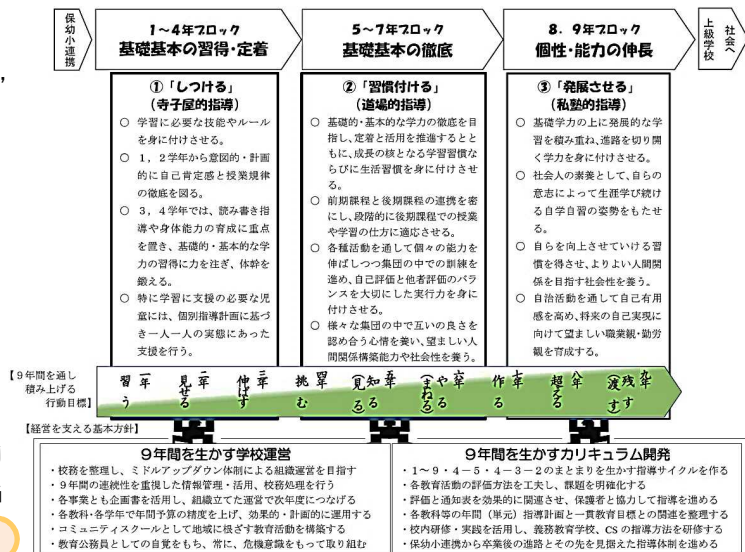 保幼小連携
1～4年ブロック
基礎基本の習得・定着
5～7年ブロック
基礎基本の徹底
8．9年ブロック
個性・能力の伸長
上級学校
社会へ
①「しつける」
（寺子屋的指導）
○ 学習に必要な技能やルール
を身に付けさせる。
○ 1，2学年から意図的・計画
的に自己肯定感と授業規律
の徹底を図る。
○ 3，4学年では、読み書き指
導や身体能力の育成に重点
を置き、基礎的・基本的な学
力の習得に力を注ぎ、体幹を
鍛える。
○ 特に学習に支援の必要な児
童には、個別指導計画に基づ
き一人一人の実態にあった
支援を行う。
②「習慣付ける」
（道場的指導）
○ 基礎的・基本的な学力の徹底を目
指し、定着と活用を推進するとと
もに、成長の核となる学習習慣な
らびに生活習慣を身に付けさせ
る。
○ 前期課程と後期課程の連携を密
にし、段階的に後期課程での授業
や学習の仕方に適応させる。
○ 各種活動を通して個々の能力を
伸ばしつつ集団の中での訓練を
進め、自己評価と他者評価のバラ
ンスを大切にした実行力を身に
付けさせる。
○ 様々な集団の中で互いの良さを
認め合う心情を養い、望ましい人
間関係構築能力や社会性を養う。
③「発展させる」
（私塾的指導）
○ 基礎学力の上に発展的な学
習を積み重ね、進路を切り開
く学力を身に付けさせる。
○ 社会人の素養として、自らの
意志によって生涯学び続け
る自学自習の姿勢をもたせ
る。
○ 自らを向上させていける習
慣を得させ、よりよい人間関
係を目指す社会性を養う。
○ 自治活動を通して自己有用
感を高め、将来の自己実現に
向けて望ましい職業観・勤労
観を育成する。
【9年間を通し
積み上げる
行動目標】
一年
習う
二年
見せる
三年
伸ばす
四年
挑む
五年
知る
（見る）
六年
やる
（まねる）
七年
作る
八年
超える
九年
残す
（渡す）
【経営を支える基本方針】
9年間を生かす学校運営
・校務を整理し、ミドルアップダウン体制による組織運営を目指す
・9年間の連続性を重視した情報管理・活用、校務処理を行う
・各事業とも企画書を活用し、組織立てた運営で次年度につなげる
・各教科・各学年で年間予算の精度を上げ、効果的・計画的に運用する
・コミュニティスクールとして地域に根ざす教育活動を構築する
・教育公務員としての自覚をもち、常に、危機意識をもって取り組む
9年間を生かすカリキュラム開発
・1～9・4－5・4－3－2のまとまりを生かす指導サイクルを作る
・各教育活動の評価方法を工夫し、課題を明確化する
・評価と通知表を効果的に関連させ、保護者と協力して指導を進める
・各教科等の年間（単元）指導計画と一貫教育目標との関連を整理する
・校内研修・実践を活用し、義務教育学校、CSの指導方法を研修する
・保幼小連携から卒業後の進路とその先を見据えた指導体制を進める